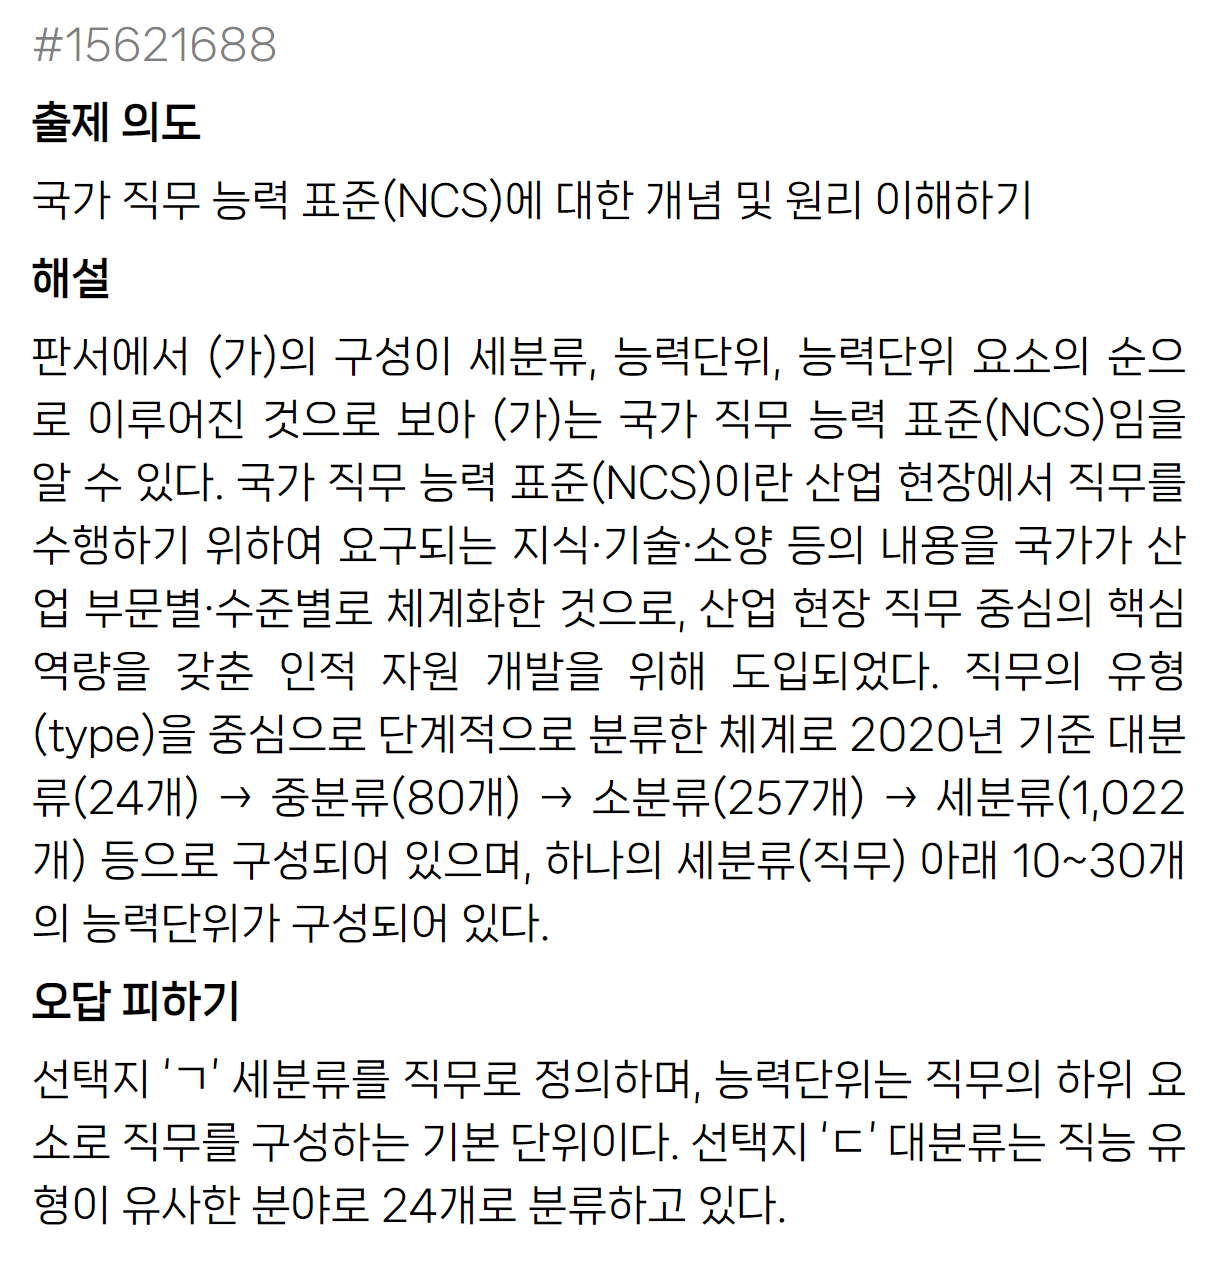 #15621688
출제 의도
국가 직무 능력 표준(NCS)에 대한 개념 및 원리 이해하기
해설
판서에서 (가)의 구성이 세분류, 능력단위, 능력단위 요소의 순으
로 이루어진 것으로 보아 (가)는 국가 직무 능력 표준(NCS)임을
알 수 있다. 국가 직무 능력 표준(NCS)이란 산업 현장에서 직무를
수행하기 위하여 요구되는 지식·기술·소양 등의 내용을 국가가 산
업 부문별·수준별로 체계화한 것으로, 산업 현장 직무 중심의 핵심
역량을 갖춘 인적 자원 개발을 위해 도입되었다. 직무의 유형
(type)을 중심으로 단계적으로 분류한 체계로 2020년 기준 대분
류(24개) → 중분류(80개) → 소분류(257개) → 세분류(1,022
개) 등으로 구성되어 있으며, 하나의 세분류(직무) 아래 10~30개
의 능력단위가 구성되어 있다.
오답 피하기
선택지 ‘ㄱ’ 세분류를 직무로 정의하며, 능력단위는 직무의 하위 요
소로 직무를 구성하는 기본 단위이다. 선택지 ‘ㄷ’ 대분류는 직능 유
형이 유사한 분야로 24개로 분류하고 있다.